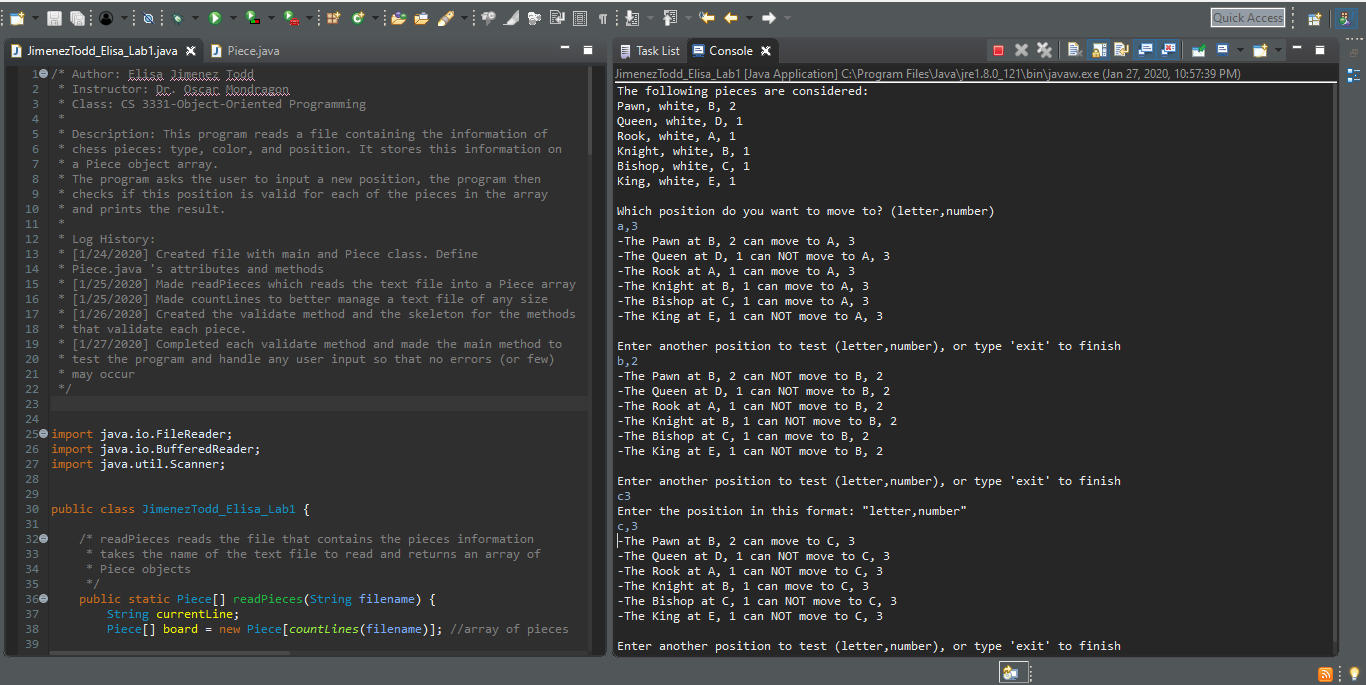 Quick Access
JimenezTodd_Elisa_Lab1.java
Piece.java
1 /* Author: Elisa Jimenez Todd
2 * Instructor: Dr. Oscar Mondragon
3 * Class: CS 3331-Object-Oriented Programming
4 *
5 * Description: This program reads a file containing the information of
6 * chess pieces: type, color, and position. It stores this information on
7 * a Piece object array.
8 * The program asks the user to input a new position, the program then
9 * checks if this position is valid for each of the pieces in the array
10 * and prints the result.
11 *
12 * Log History:
13 * [1/24/2020] Created file with main and Piece class. Define
14 * Piece.java 's attributes and methods
15 * [1/25/2020] Made readPieces which reads the text file into a Piece array
16 * [1/25/2020] Made countLines to better manage a text file of any size
17 * [1/26/2020] Created the validate method and the skeleton for the methods
18 * that validate each piece.
19 * [1/27/2020] Completed each validate method and made the main method to
20 * test the program and handle any user input so that no errors (or few)
21 * may occur
22 */
23
24
25 import java.io.FileReader;
26 import java.io.BufferedReader;
27 import java.util.Scanner;
28
29
30 public class JimenezTodd_Elisa_Lab1 {
31
32 /* readPieces reads the file that contains the pieces information
33 * takes the name of the text file to read and returns an array of
34 * Piece objects
35 */
36 public static Piece[] readPieces(String filename) {
37 String currentLine;
38 Piece[] board = new Piece[countLines(filename)]; //array of pieces
39
Task List
Console
JimenezTodd_Elisa_Lab1 [Java Application] C:\Program Files\Java\jre1.8.0_121\bin\javaw.exe (Jan 27, 2020, 10:57:39 PM)
The following pieces are considered:
Pawn, white, B, 2
Queen, white, D, 1
Rook, white, A, 1
Knight, white, B, 1
Bishop, white, C, 1
King, white, E, 1
Which position do you want to move to? (letter,number)
a,3
-The Pawn at B, 2 can move to A, 3
-The Queen at D, 1 can NOT move to A, 3
-The Rook at A, 1 can move to A, 3
-The Knight at B, 1 can move to A, 3
-The Bishop at C, 1 can move to A, 3
-The King at E, 1 can NOT move to A, 3
Enter another position to test (letter,number), or type 'exit' to finish
b,2
-The Pawn at B, 2 can NOT move to B, 2
-The Queen at D, 1 can NOT move to B, 2
-The Rook at A, 1 can NOT move to B, 2
-The Knight at B, 1 can NOT move to B, 2
-The Bishop at C, 1 can move to B, 2
-The King at E, 1 can NOT move to B, 2
Enter another position to test (letter,number), or type 'exit' to finish
c3
Enter the position in this format: "letter,number"
c,3
-The Pawn at B, 2 can move to C, 3
-The Queen at D, 1 can NOT move to C, 3
-The Rook at A, 1 can NOT move to C, 3
-The Knight at B, 1 can move to C, 3
-The Bishop at C, 1 can NOT move to C, 3
-The King at E, 1 can NOT move to C, 3
Enter another position to test (letter,number), or type 'exit' to finish